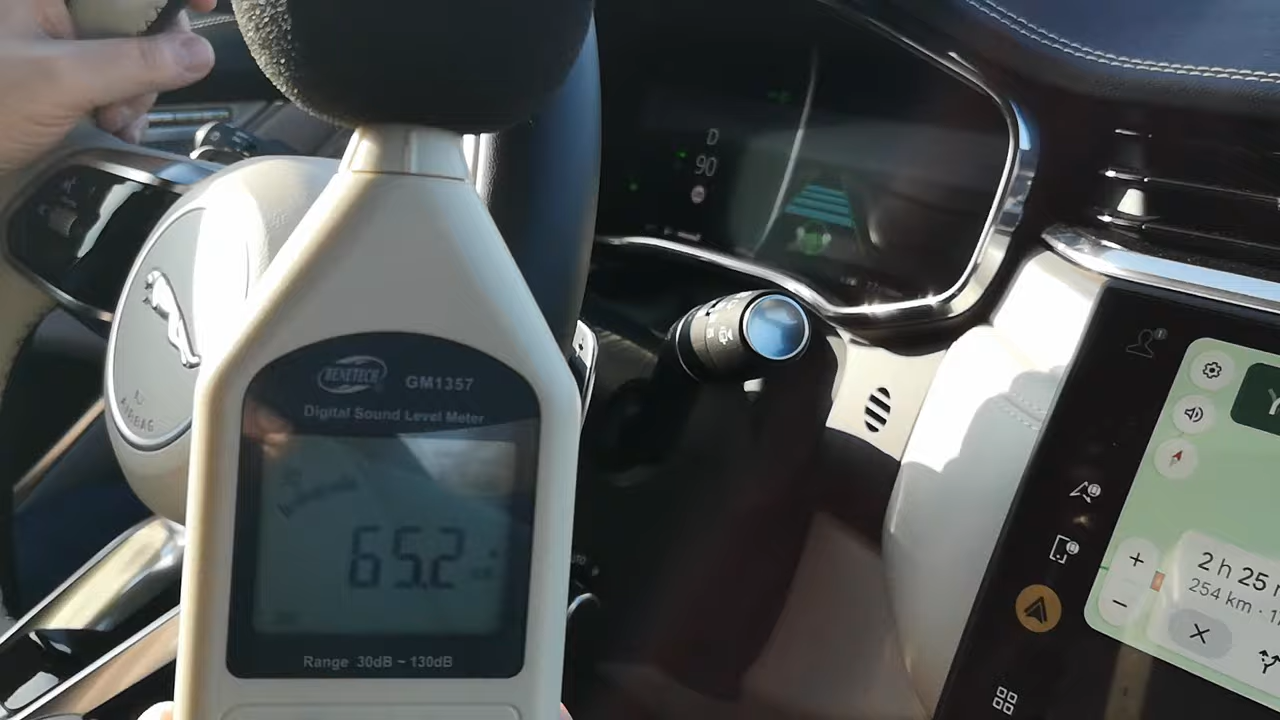 D
90
BENETECH
GM1357
Digital Sound Level Meter
AIRBAG
65.2
Range 30dB ~ 130dB
2 h 25
254 km